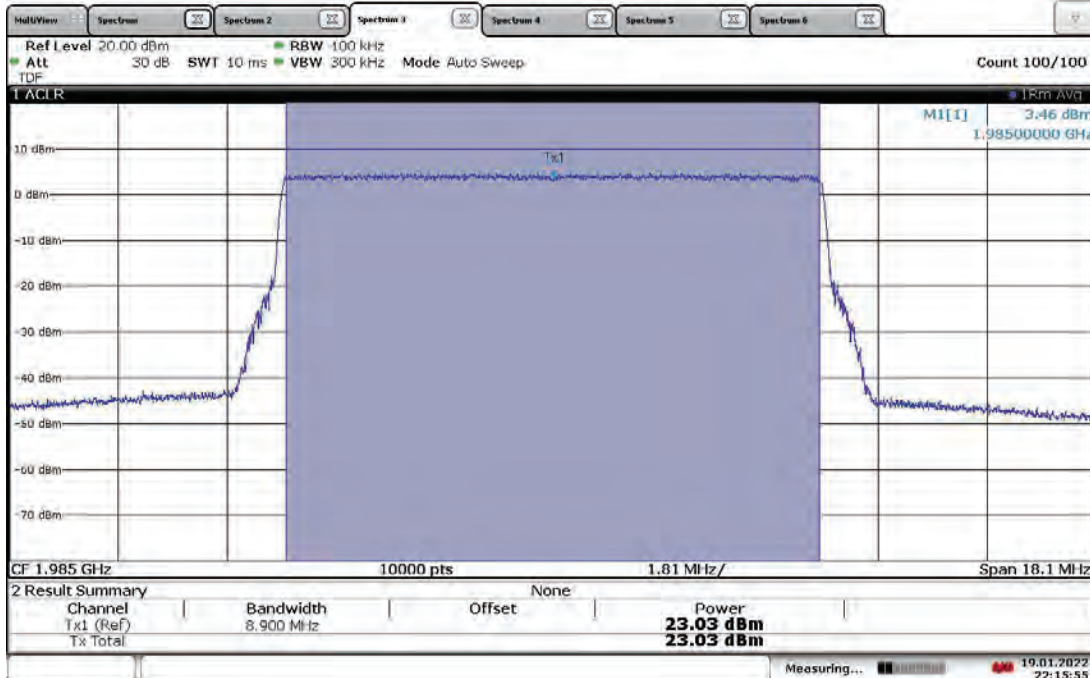 MultiView Spectrum Spectrum 2 Spectrum 3 Spectrum 4 Spectrum 5 Spectrum 6
Ref Level 20.00 dBm RBW 100 kHz
Att 30 dB SWT 10 ms VBW 300 kHz Mode Auto Sweep Count 100/100
TDF
1 ACLR 1Rm Avg
M1[1] 3.46 dBm
1.98500000 GHz
10 dBm
Tx1
0 dBm
-10 dBm
-20 dBm
-30 dBm
-40 dBm
-50 dBm
-60 dBm
-70 dBm
CF 1.985 GHz 10000 pts 1.81 MHz/ Span 18.1 MHz
2 Result Summary None
Channel Bandwidth Offset Power
Tx1 (Ref) 8.900 MHz 23.03 dBm
Tx Total 23.03 dBm
Measuring... 19.01.2022
22:15:55